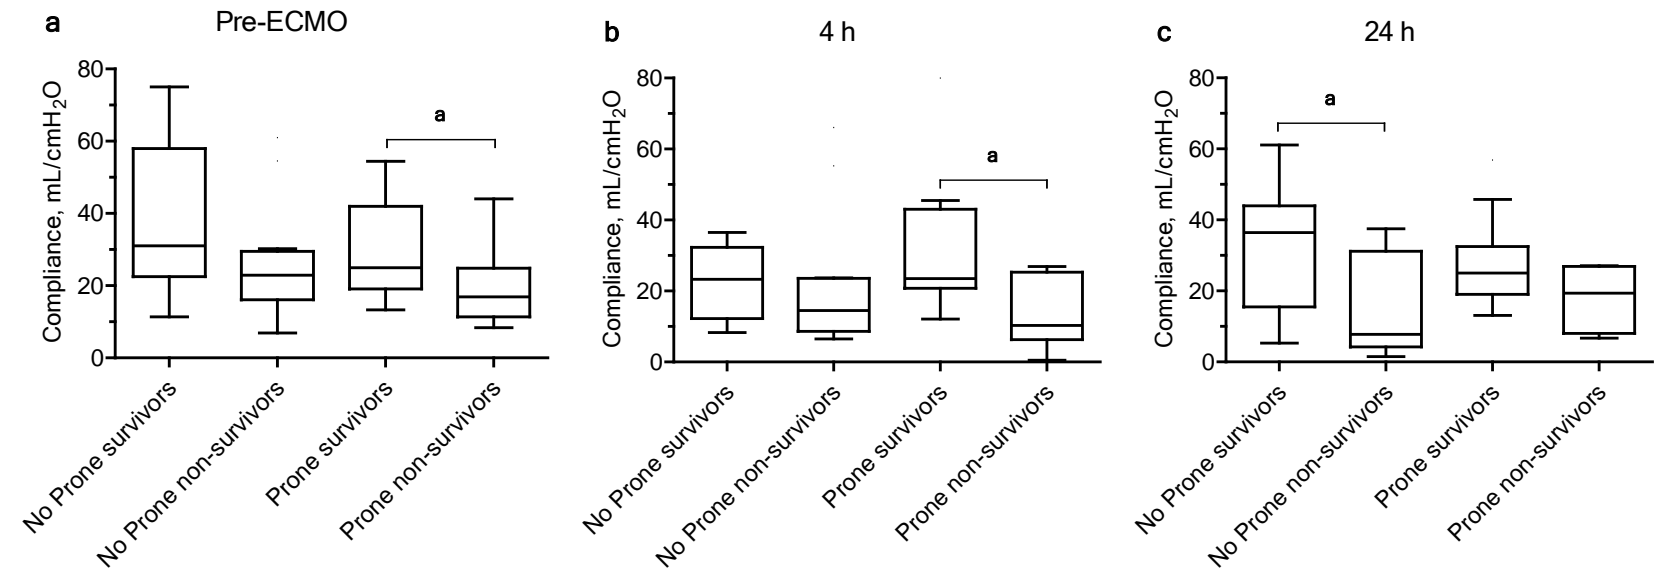 a Pre-ECMO
Compliance, mL/cmH₂O
80
60
40
20
0
a
No Prone survivors
No Prone non-survivors
Prone survivors
Prone non-survivors
b 4 h
Compliance, mL/cmH₂O
80
60
40
20
0
a
No Prone survivors
No Prone non-survivors
Prone survivors
Prone non-survivors
c 24 h
Compliance, mL/cmH₂O
80
60
40
20
0
a
No Prone survivors
No Prone non-survivors
Prone survivors
Prone non-survivors